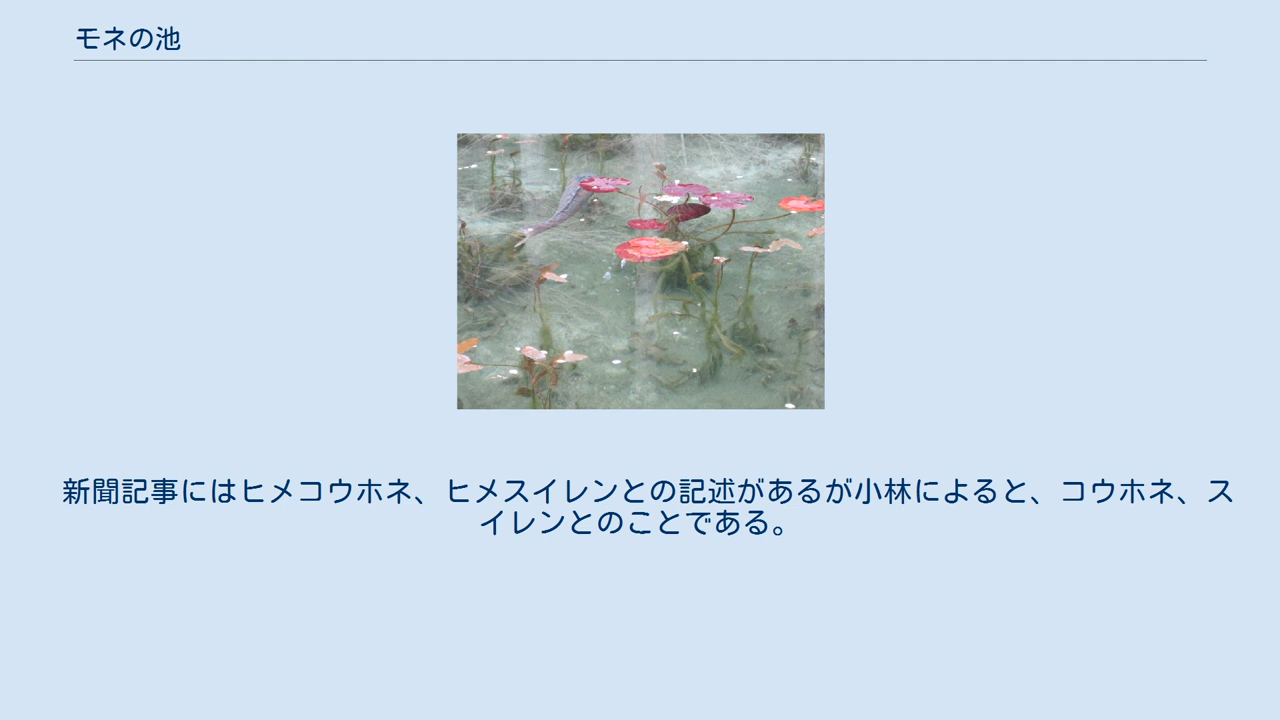 モネの池
新聞記事にはヒメコウホネ、ヒメスイレンとの記述があるが小林によると、コウホネ、ス
イレンとのことである。